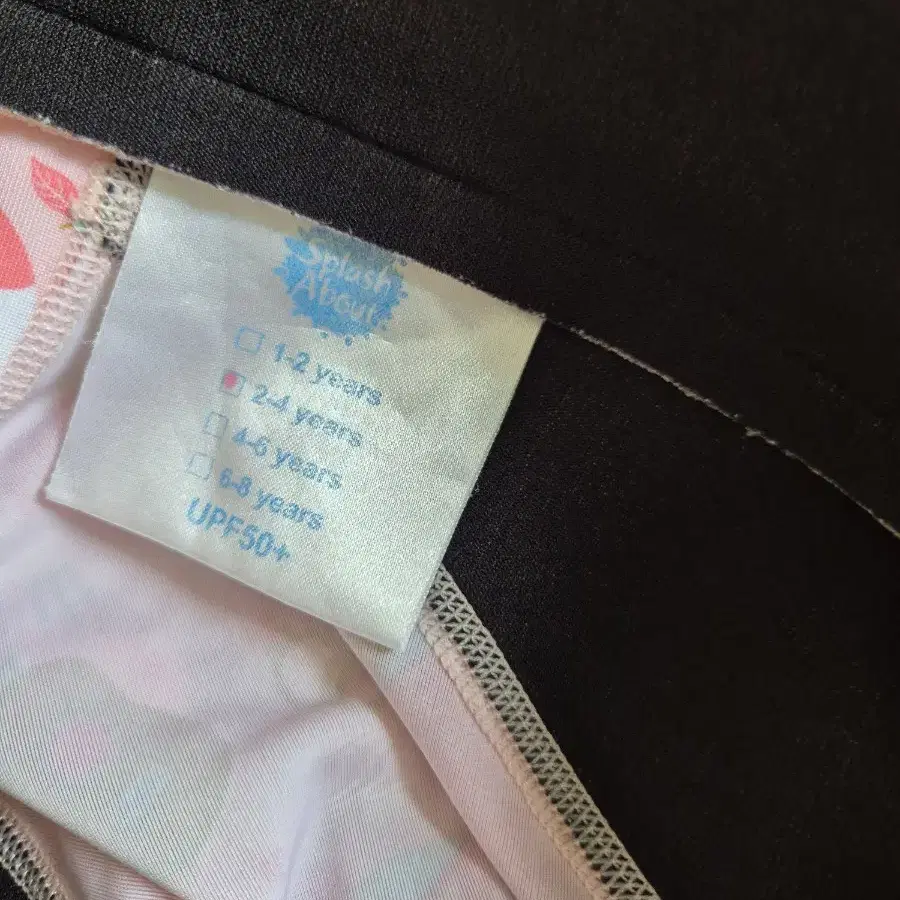 Splash
About
1-2 years
2-4 years
4-6 years
6-8 years
UPF50+